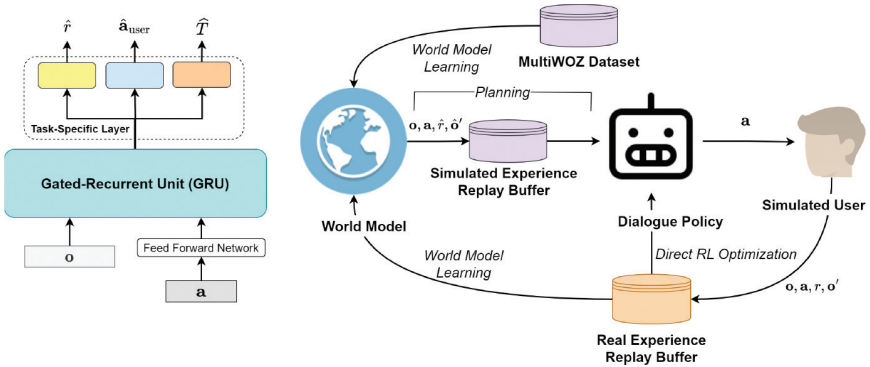 r̂ â_user T̂
Task-Specific Layer
Gated-Recurrent Unit (GRU)
o
Feed Forward Network
a
World Model
Learning
MultiWOZ Dataset
Planning
o, a, r̂, ô′
Simulated Experience
Replay Buffer
a
World Model
Dialogue Policy
Simulated User
World Model
Learning
Direct RL Optimization
o, a, r, o′
Real Experience
Replay Buffer